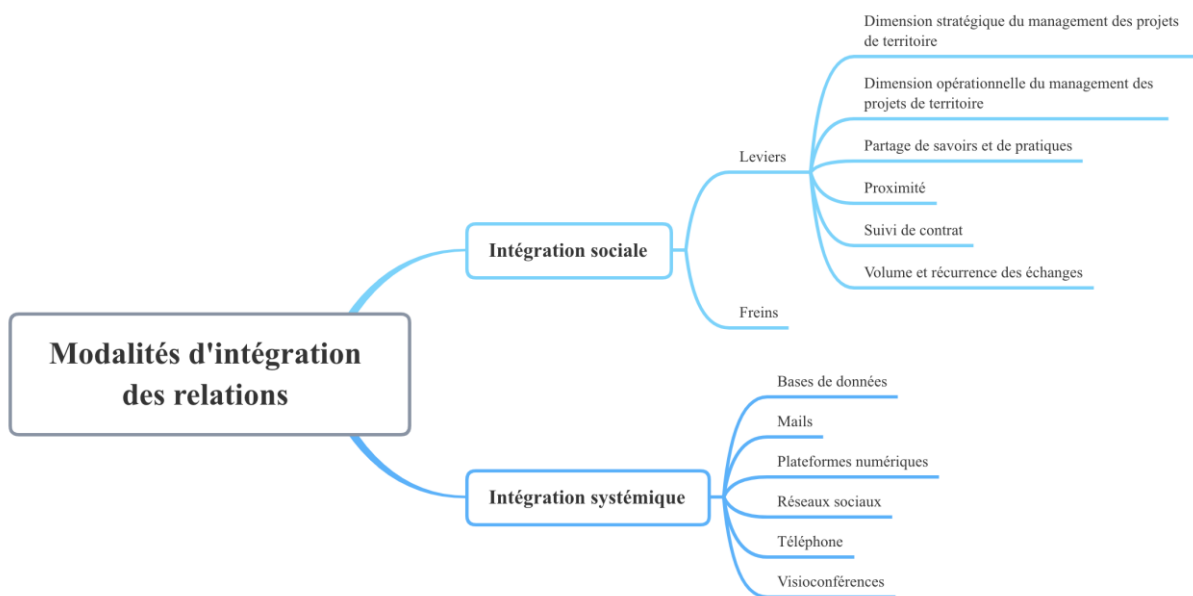 Modalités d'intégration
des relations
Intégration sociale
Leviers
Dimension stratégique du management des projets
de territoire
Dimension opérationnelle du management des
projets de territoire
Partage de savoirs et de pratiques
Proximité
Suivi de contrat
Volume et récurrence des échanges
Freins
Intégration systémique
Bases de données
Mails
Plateformes numériques
Réseaux sociaux
Téléphone
Visioconférences